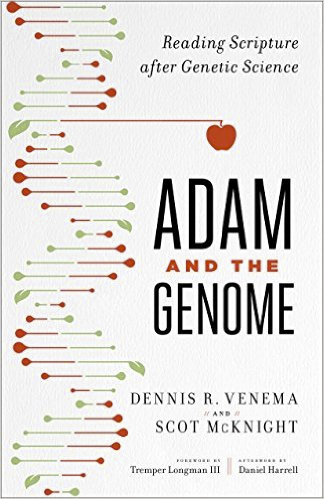 Reading Scripture
after Genetic Science
ADAM
AND THE
GENOME
DENNIS R. VENEMA
// AND //
SCOT McKNIGHT
FOREWORD BY
Tremper Longman III
AFTERWORD BY
Daniel Harrell